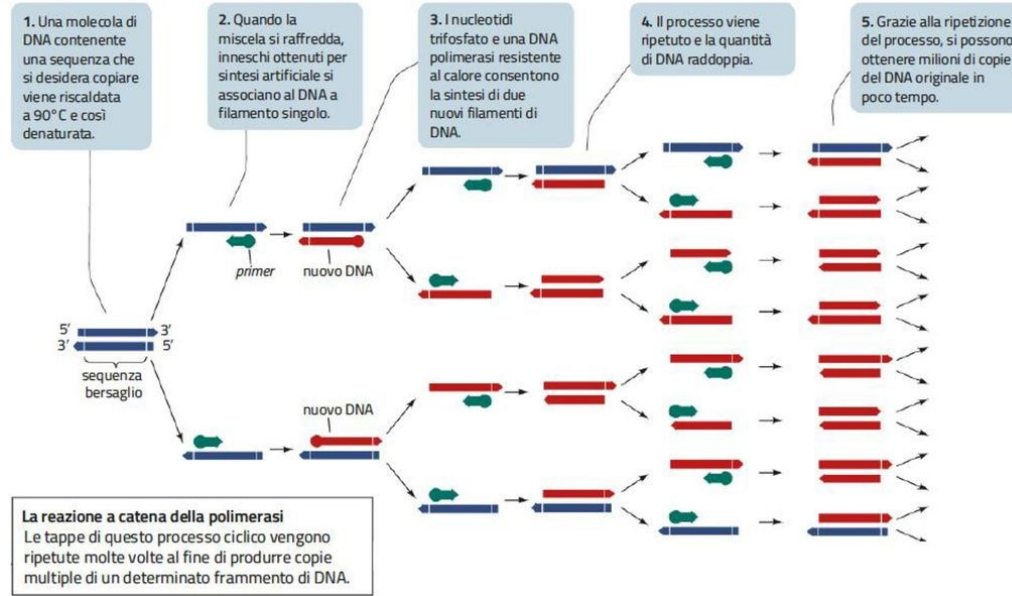 1. Una molecola di
DNA contenente
una sequenza che
si desidera copiare
viene riscaldata
a 90°C e così
denaturata.
2. Quando la
miscela si raffredda,
inneschi ottenuti per
sintesi artificiale si
associano al DNA a
filamento singolo.
3. I nucleotidi
trifosfato e una DNA
polimerasi resistente
al calore consentono
la sintesi di due
nuovi filamenti di
DNA.
4. Il processo viene
ripetuto e la quantità
di DNA raddoppia.
5. Grazie alla ripetizione
del processo, si possono
ottenere milioni di copie
del DNA originale in
poco tempo.
primer
nuovo DNA
5′ 3′
3′ 5′
sequenza
bersaglio
nuovo DNA
La reazione a catena della polimerasi
Le tappe di questo processo ciclico vengono
ripetute molte volte al fine di produrre copie
multiple di un determinato frammento di DNA.